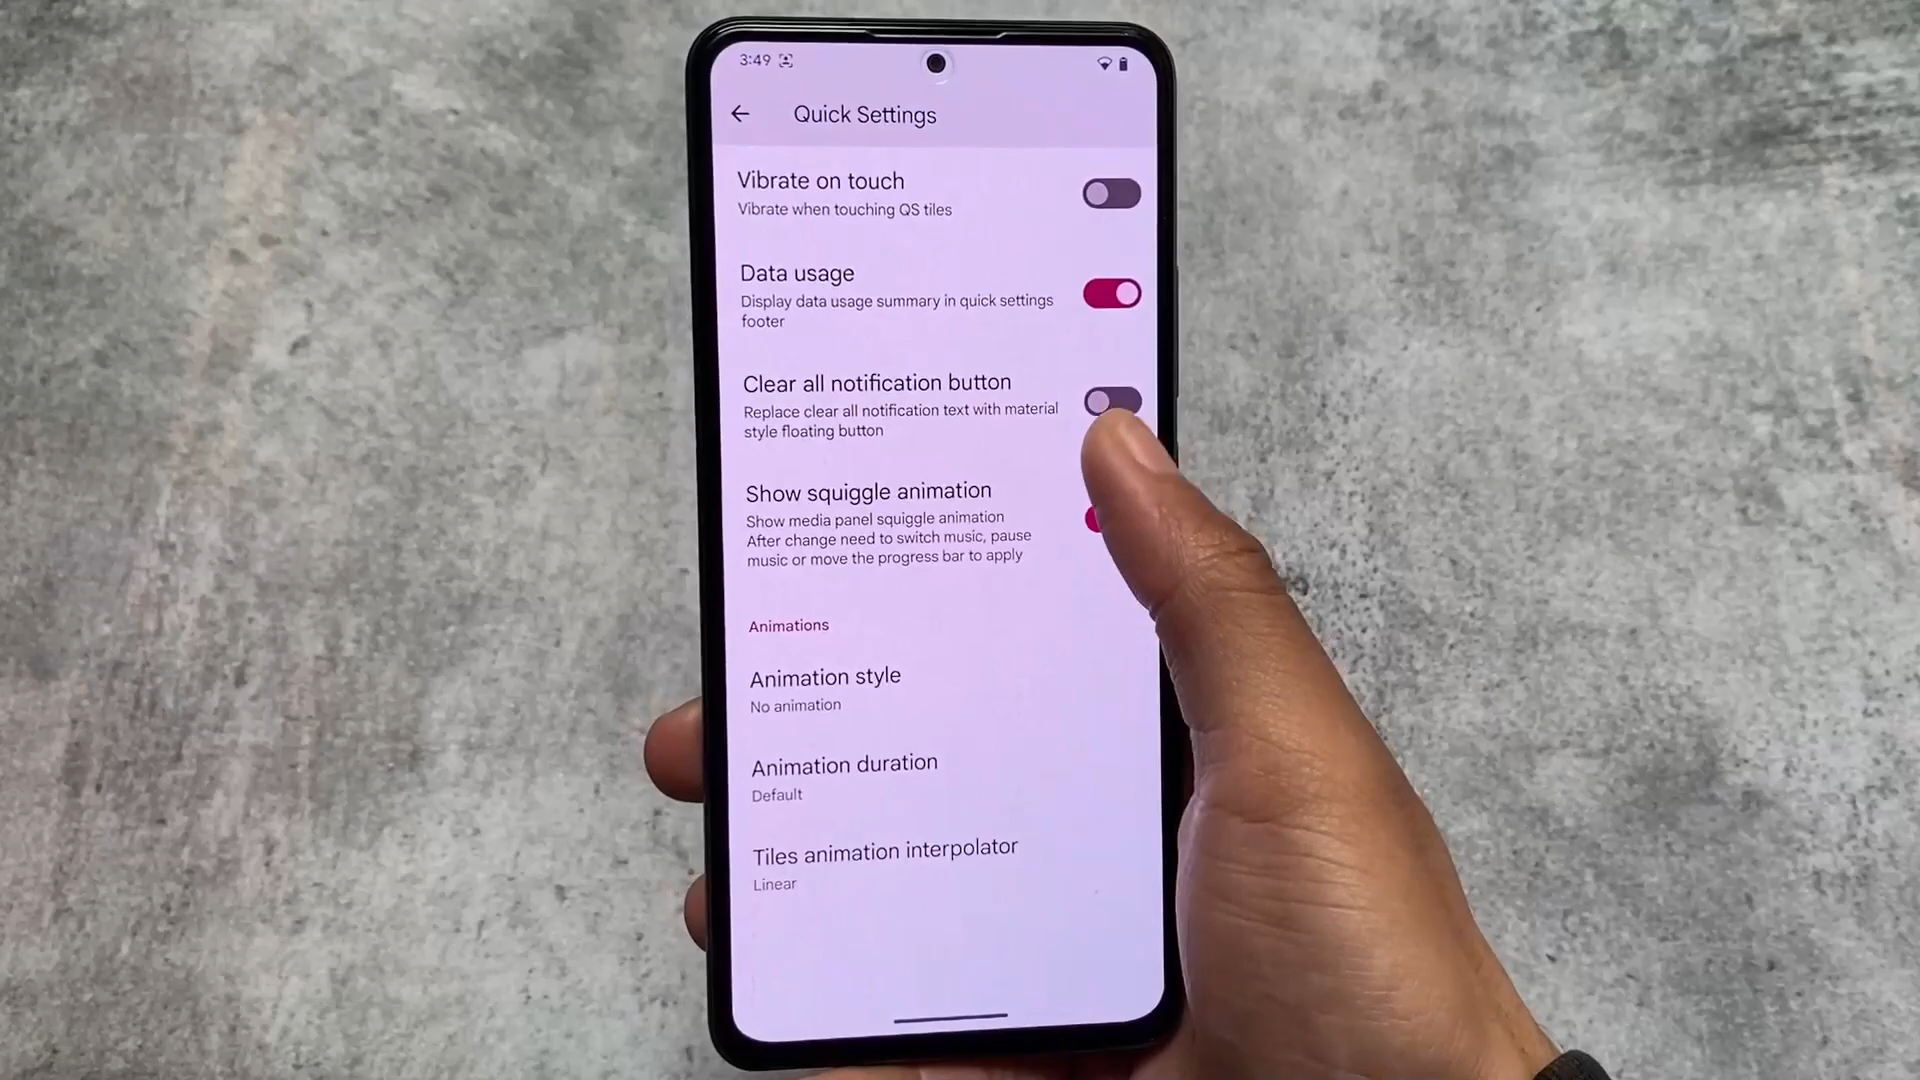 3:49
Quick Settings
Vibrate on touch
Vibrate when touching QS tiles
Data usage
Display data usage summary in quick settings
footer
Clear all notification button
Replace clear all notification text with material
style floating button
Show squiggle animation
Show media panel squiggle animation
After change need to switch music, pause
music or move the progress bar to apply
Animations
Animation style
No animation
Animation duration
Default
Tiles animation interpolator
Linear